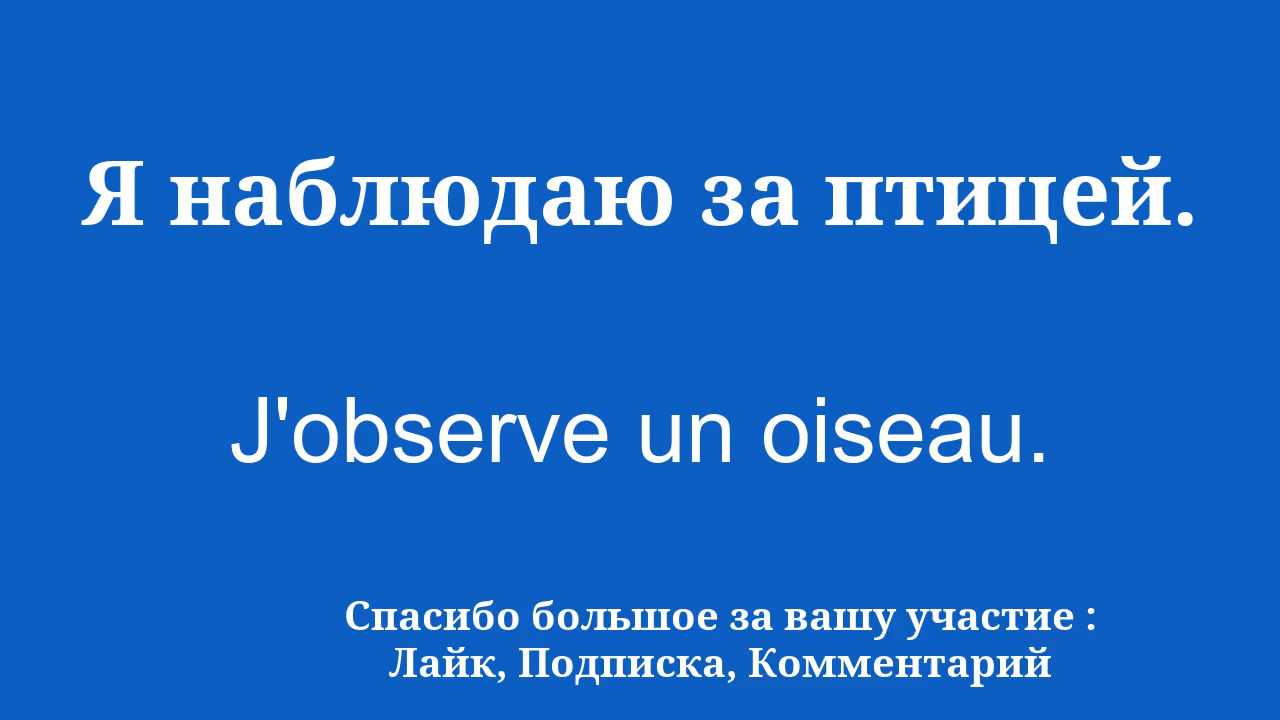 Я наблюдаю за птицей.
J'observe un oiseau.
Спасибо большое за вашу участие :
Лайк, Подписка, Комментарий